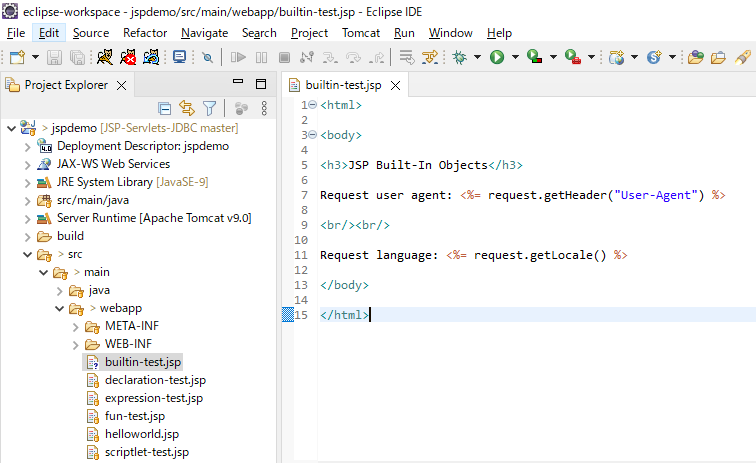 eclipse-workspace - jspdemo/src/main/webapp/builtin-test.jsp - Eclipse IDE
File Edit Source Refactor Navigate Search Project Tomcat Run Window Help
Project Explorer
> jspdemo [JSP-Servlets-JDBC master]
Deployment Descriptor: jspdemo
JAX-WS Web Services
JRE System Library [JavaSE-9]
src/main/java
Server Runtime [Apache Tomcat v9.0]
build
> src
> main
java
> webapp
META-INF
WEB-INF
builtin-test.jsp
declaration-test.jsp
expression-test.jsp
fun-test.jsp
helloworld.jsp
scriptlet-test.jsp
builtin-test.jsp
1 <html>
2
3 <body>
4
5 <h3>JSP Built-In Objects</h3>
6
7 Request user agent: <%= request.getHeader("User-Agent") %>
8
9 <br/><br/>
10
11 Request language: <%= request.getLocale() %>
12
13 </body>
14
15 </html>